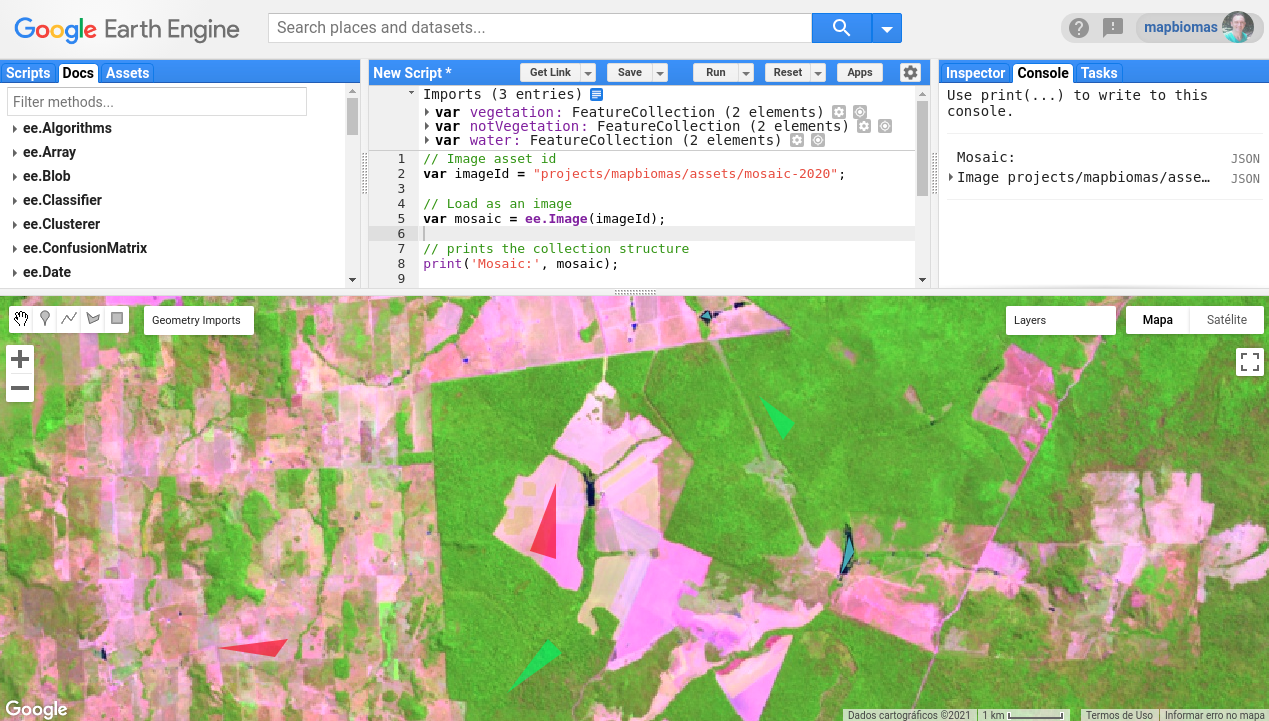 Google Earth Engine
Search places and datasets...
mapbiomas
Scripts Docs Assets
Filter methods...
ee.Algorithms
ee.Array
ee.Blob
ee.Classifier
ee.Clusterer
ee.ConfusionMatrix
ee.Date
New Script *
Get Link Save Run Reset Apps
Imports (3 entries)
var vegetation: FeatureCollection (2 elements)
var notVegetation: FeatureCollection (2 elements)
var water: FeatureCollection (2 elements)
1 // Image asset id
2 var imageId = "projects/mapbiomas/assets/mosaic-2020";
3
4 // Load as an image
5 var mosaic = ee.Image(imageId);
6
7 // prints the collection structure
8 print('Mosaic:', mosaic);
9
Inspector Console Tasks
Use print(...) to write to this
console.
Mosaic: JSON
Image projects/mapbiomas/asse… JSON
Geometry Imports
Layers
Mapa Satélite
Google
Dados cartográficos ©2021 1 km Termos de Uso Informar erro no mapa